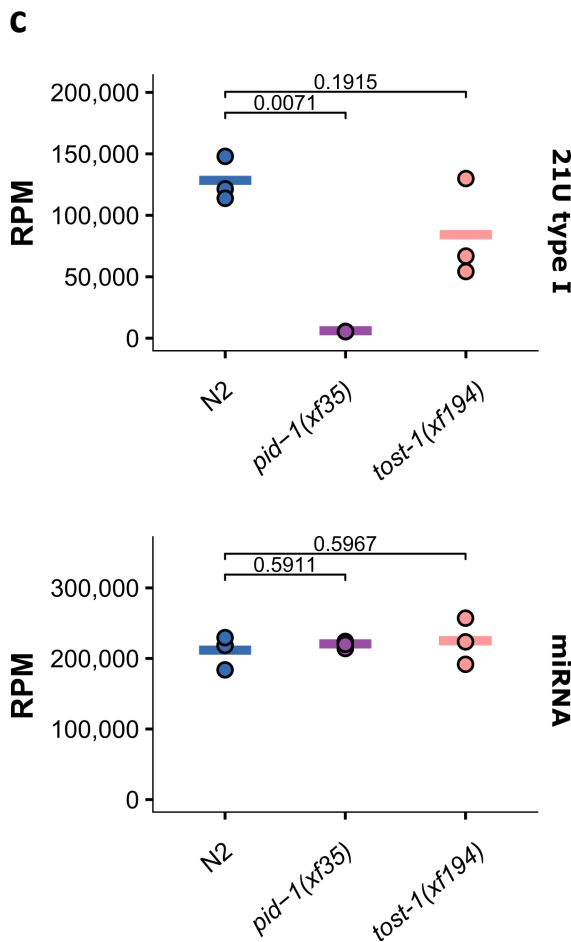 c
200,000
150,000
100,000
50,000
0
RPM
0.1915
0.0071
21U type I
N2
pid−1(xf35)
tost-1(xf194)
300,000
200,000
100,000
0
RPM
0.5967
0.5911
miRNA
N2
pid−1(xf35)
tost-1(xf194)